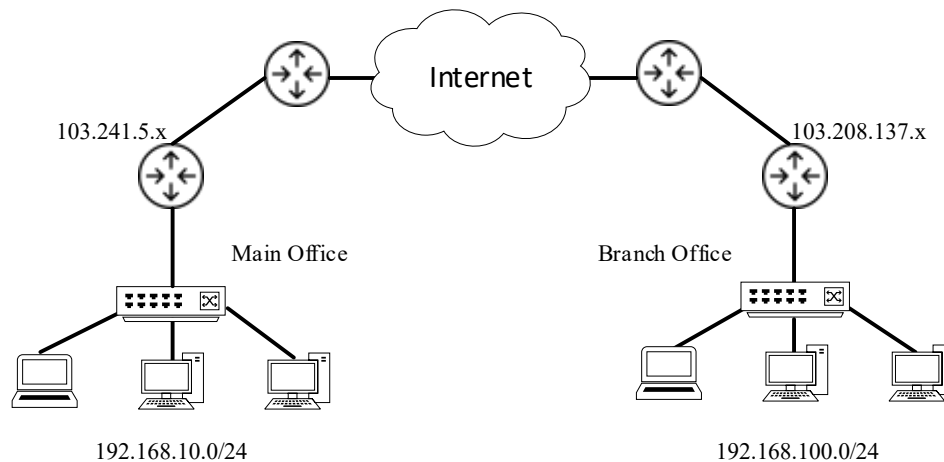 Internet
103.241.5.x
103.208.137.x
Main Office
Branch Office
192.168.10.0/24
192.168.100.0/24